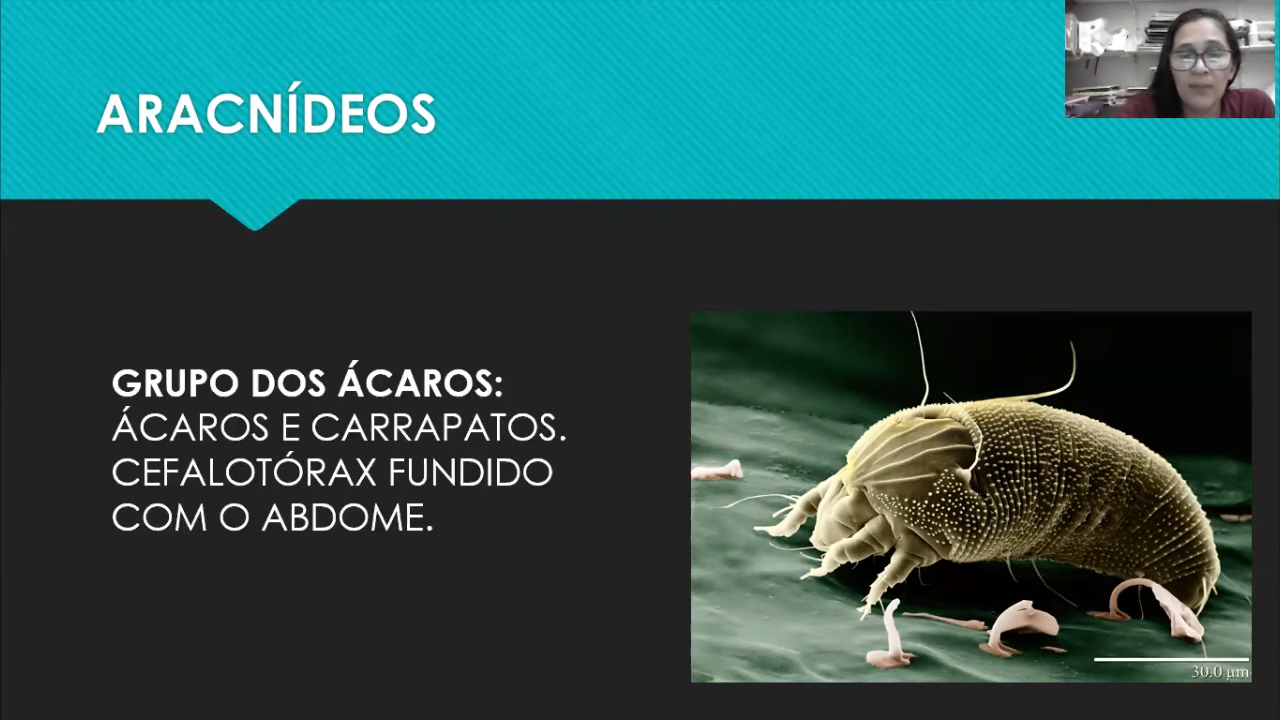 ARACNÍDEOS
GRUPO DOS ÁCAROS:
ÁCAROS E CARRAPATOS.
CEFALOTÓRAX FUNDIDO
COM O ABDOME.
30.0 µm